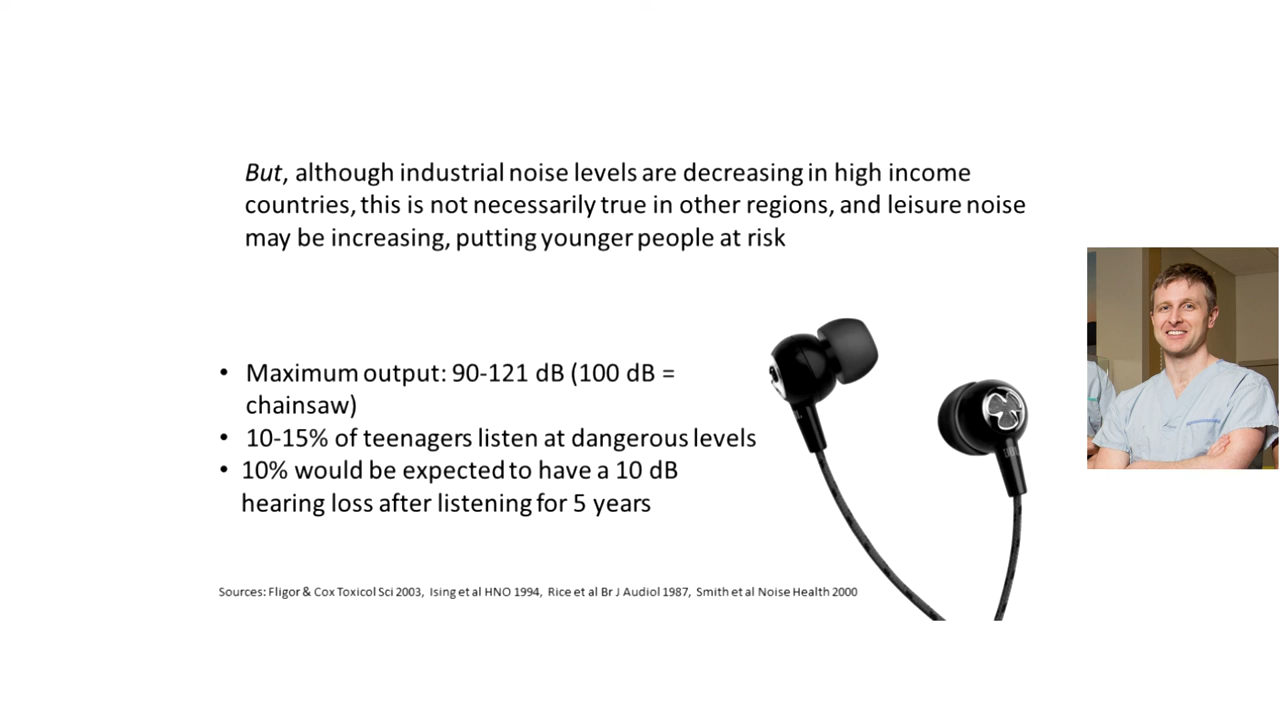 But, although industrial noise levels are decreasing in high income
countries, this is not necessarily true in other regions, and leisure noise
may be increasing, putting younger people at risk
• Maximum output: 90-121 dB (100 dB =
chainsaw)
• 10-15% of teenagers listen at dangerous levels
• 10% would be expected to have a 10 dB
hearing loss after listening for 5 years
Sources: Fligor & Cox Toxicol Sci 2003, Ising et al HNO 1994, Rice et al Br J Audiol 1987, Smith et al Noise Health 2000